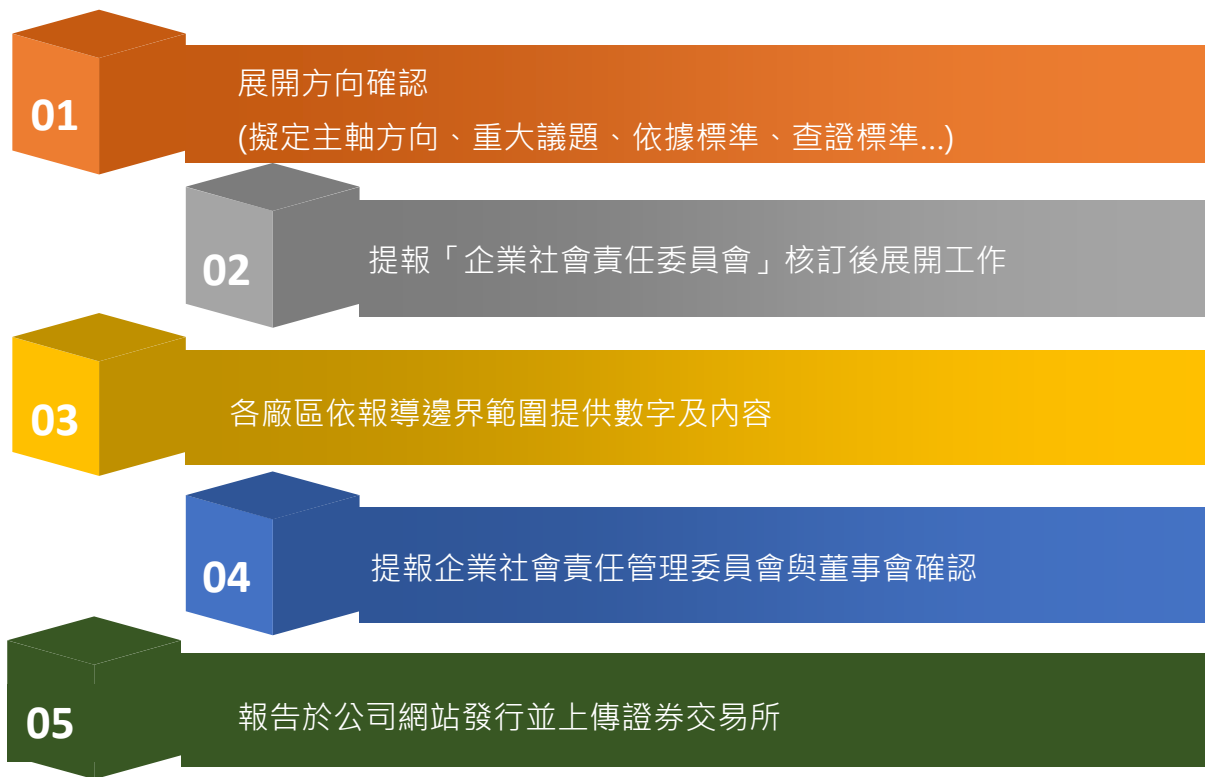 01
展開方向確認
(擬定主軸方向、重大議題、依據標準、查證標準...)
02
提報「企業社會責任委員會」核訂後展開工作
03
各廠區依報導邊界範圍提供數字及內容
04
提報企業社會責任管理委員會與董事會確認
05
報告於公司網站發行並上傳證券交易所